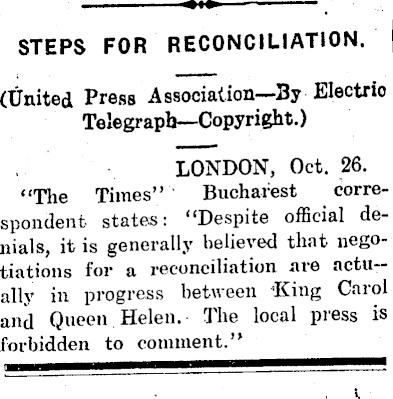 STEPS FOR RECONCILIATION.
(United Press Association—By Electric
Telegraph—Copyright.)
LONDON, Oct. 26.
"The Times" Bucharest corre-
spondent states: "Despite official de-
nials, it is generally believed that nego-
tiations for a reconciliation are actu-
ally in progress between King Carol
and Queen Helen. The local press is
forbidden to comment."